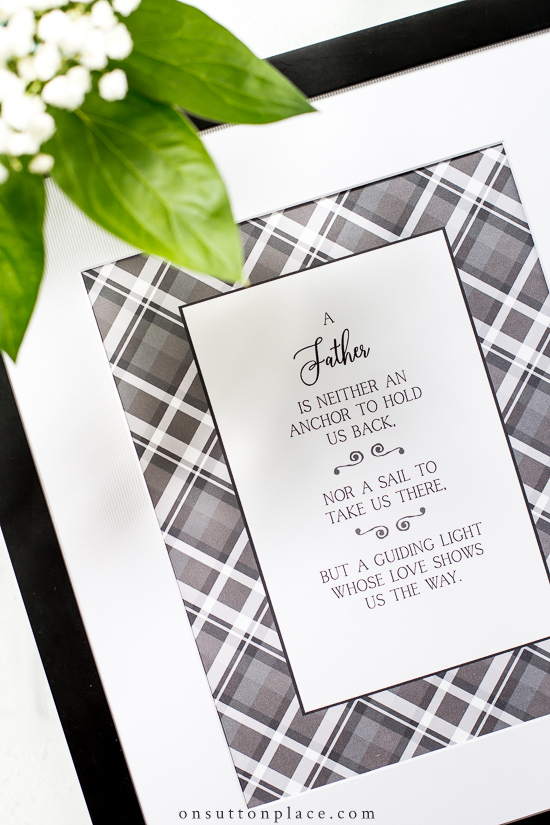 A
Father
IS NEITHER AN
ANCHOR TO HOLD
US BACK,
NOR A SAIL TO
TAKE US THERE,
BUT A GUIDING LIGHT
WHOSE LOVE SHOWS
US THE WAY.
onsuttonplace.com